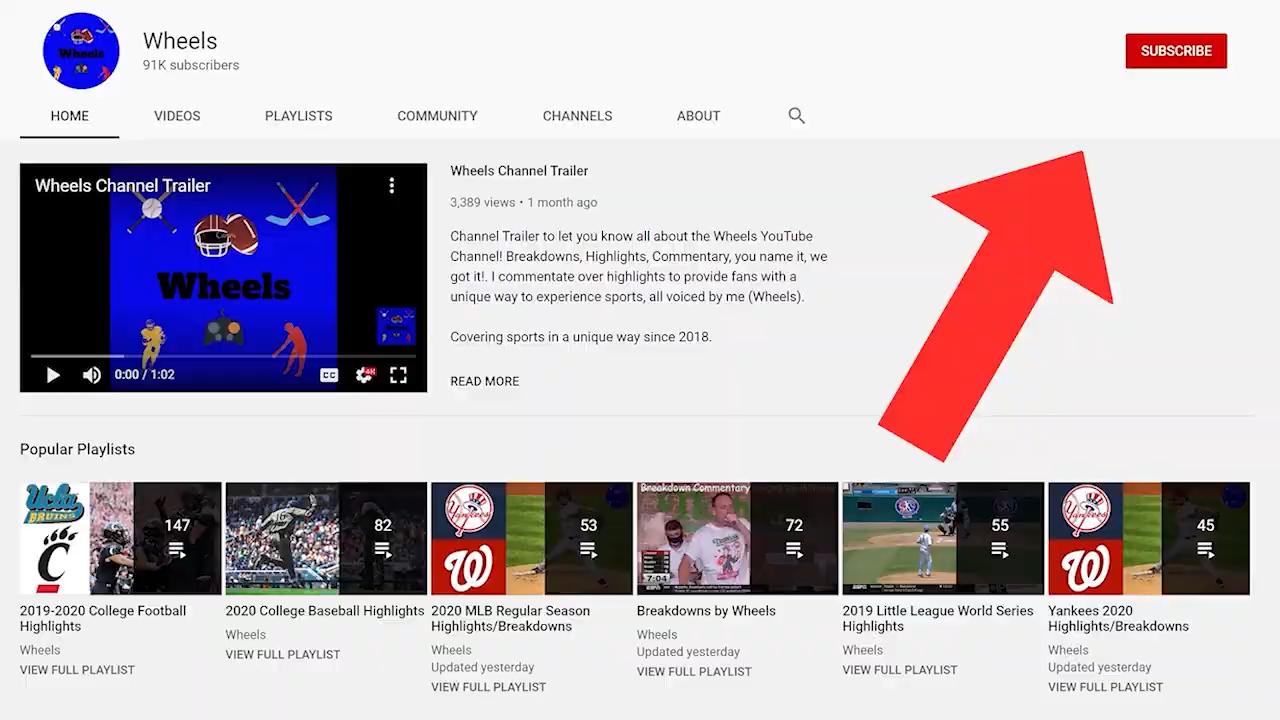 Wheels
91K subscribers
SUBSCRIBE
HOME VIDEOS PLAYLISTS COMMUNITY CHANNELS ABOUT
Wheels Channel Trailer
Wheels
0:00 / 1:02
CC
4K
Wheels Channel Trailer
3,389 views • 1 month ago
Channel Trailer to let you know all about the Wheels YouTube
Channel! Breakdowns, Highlights, Commentary, you name it, we
got it!. I commentate over highlights to provide fans with a
unique way to experience sports, all voiced by me (Wheels).
Covering sports in a unique way since 2018.
READ MORE
Popular Playlists
Ucla
BRUINS
C
147
2019-2020 College Football
Highlights
Wheels
VIEW FULL PLAYLIST
82
2020 College Baseball Highlights
Wheels
VIEW FULL PLAYLIST
Yankees
W
53
2020 MLB Regular Season
Highlights/Breakdowns
Wheels
Updated yesterday
VIEW FULL PLAYLIST
Breakdown Commentary
7:04
72
Breakdowns by Wheels
Wheels
Updated yesterday
VIEW FULL PLAYLIST
ESPN
55
2019 Little League World Series
Highlights
Wheels
VIEW FULL PLAYLIST
Yankees
W
45
Yankees 2020
Highlights/Breakdowns
Wheels
Updated yesterday
VIEW FULL PLAYLIST